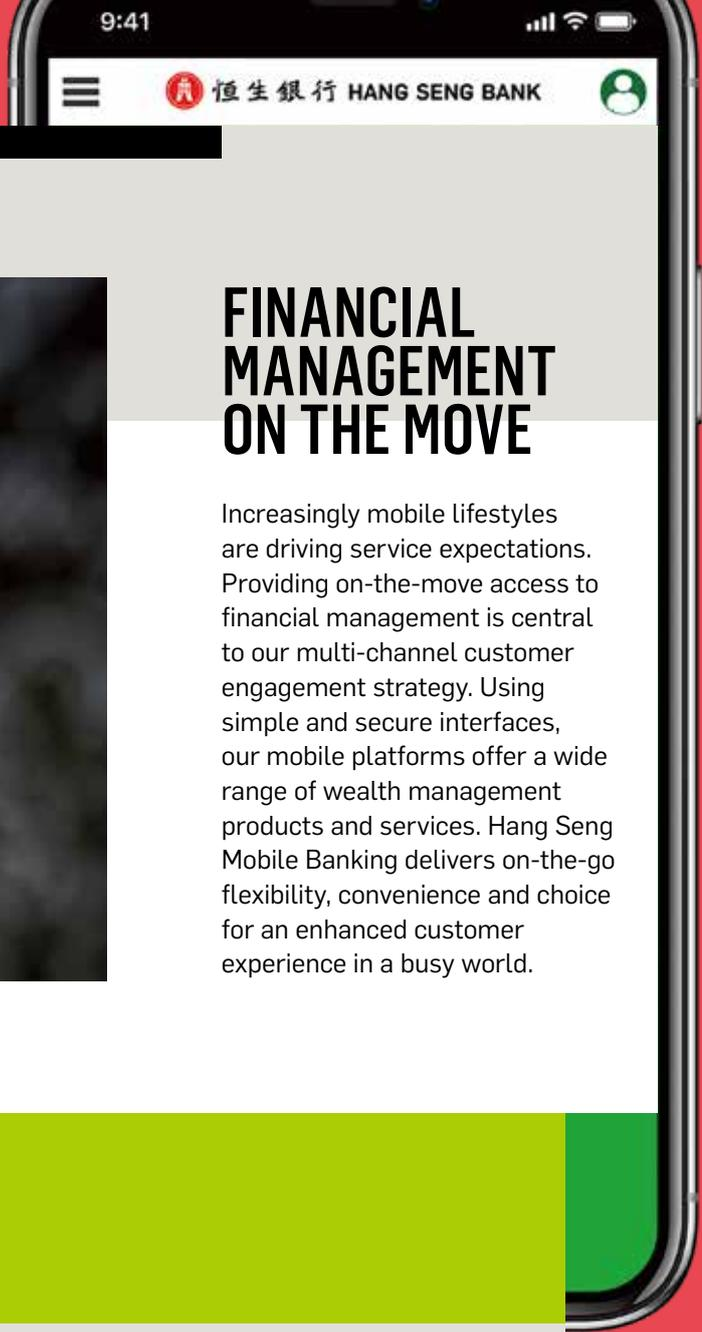 9:41
恒生銀行 HANG SENG BANK
FINANCIAL
MANAGEMENT
ON THE MOVE
Increasingly mobile lifestyles
are driving service expectations.
Providing on-the-move access to
financial management is central
to our multi-channel customer
engagement strategy. Using
simple and secure interfaces,
our mobile platforms offer a wide
range of wealth management
products and services. Hang Seng
Mobile Banking delivers on-the-go
flexibility, convenience and choice
for an enhanced customer
experience in a busy world.